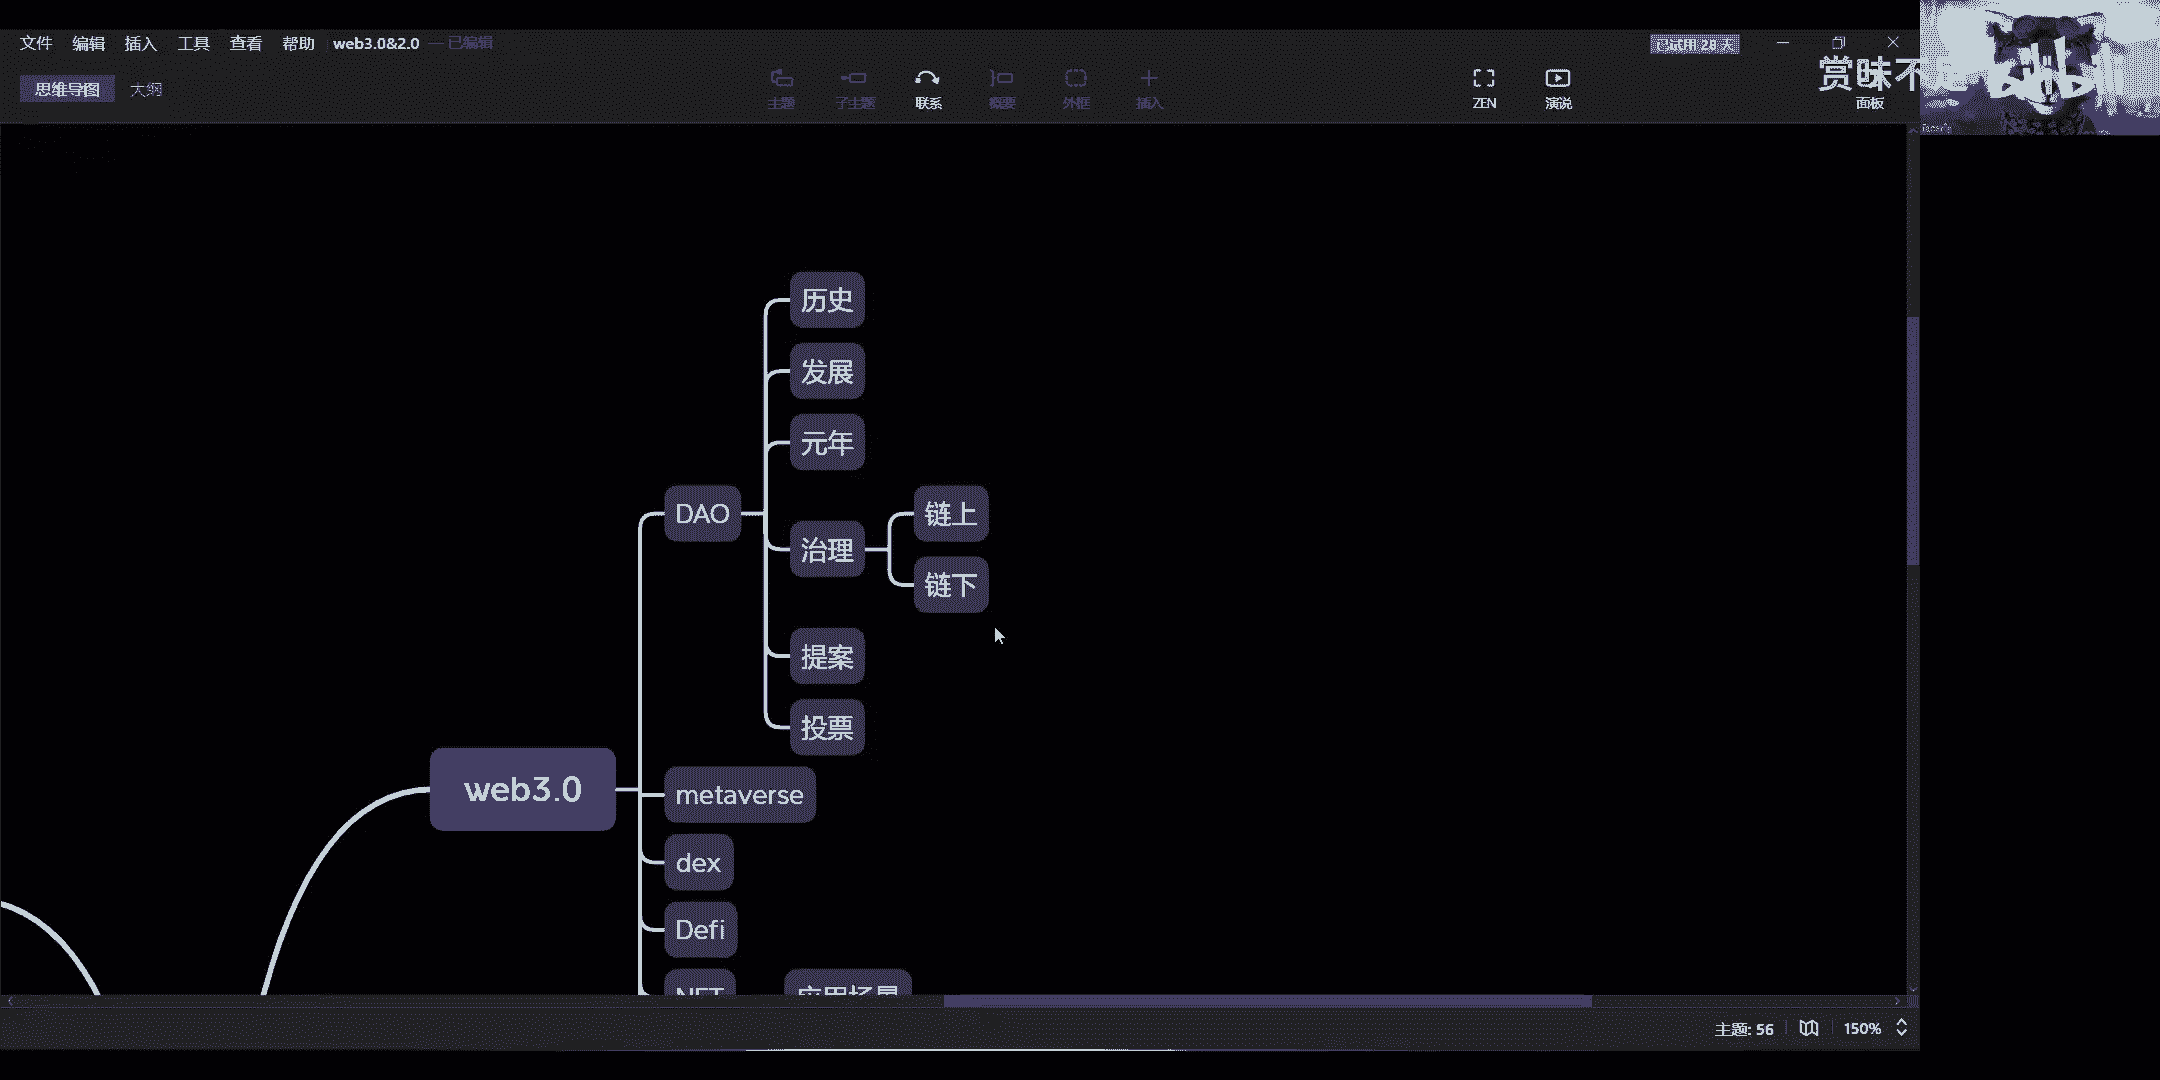 文件 编辑 插入 工具 查看 帮助 web3.0&2.0 — 已编辑
已试用 28 天
思维导图 大纲
主题 子主题 联系 概要 外框 插入
ZEN 演说 面板
赏味不
历史
发展
元年
DAO
链上
治理
链下
提案
投票
web3.0
metaverse
dex
Defi
NFT 应用场景
主题: 56 150%